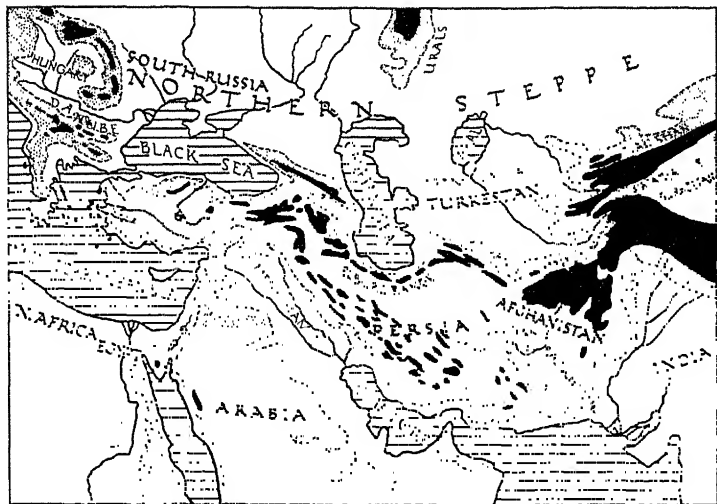 HUNGARY
SOUTH RUSSIA
URALS
NORTHERN STEPPE
DANUBE
BLACK SEA
TURKESTAN
PERSIA
AFGHANISTAN
N. AFRICA
INDIA
ARABIA